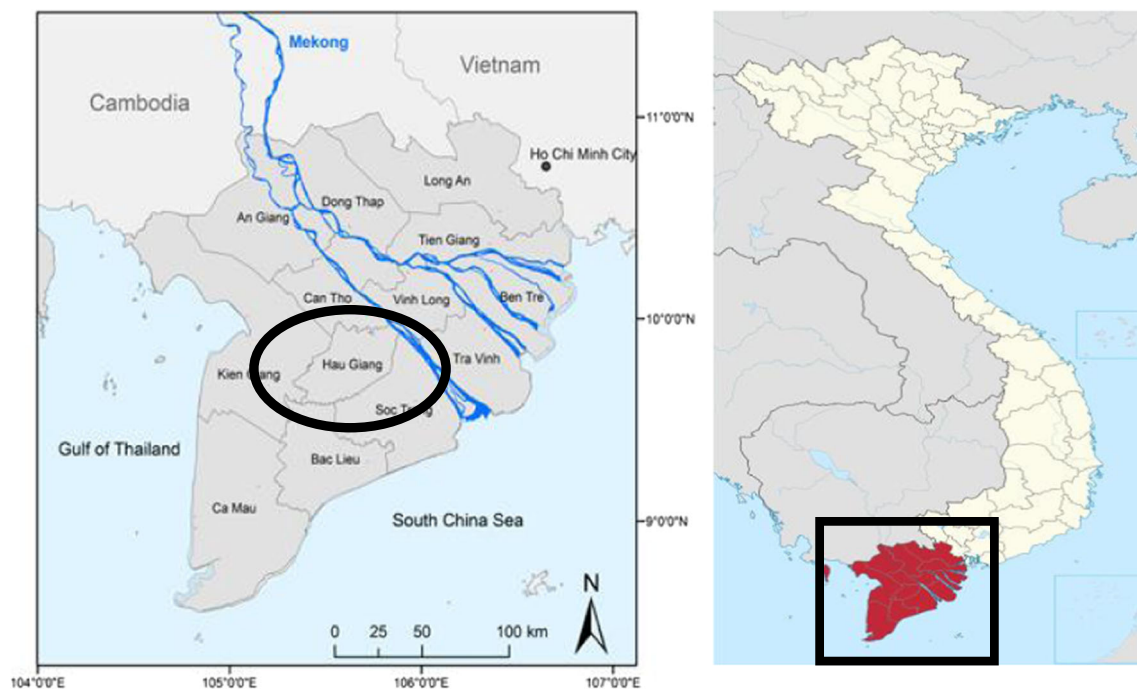 Mekong
Vietnam
Cambodia
11°0'0"N
Ho Chi Minh City
Long An
Dong Thap
An Giang
Tien Giang
Can Tho
Vinh Long
Ben Tre
10°0'0"N
Tra Vinh
Hau Giang
Kien Giang
Soc Trang
Gulf of Thailand
Bac Lieu
Ca Mau
South China Sea
9°0'0"N
N
0 25 50 100 km
104°0'0"E 105°0'0"E 106°0'0"E 107°0'0"E